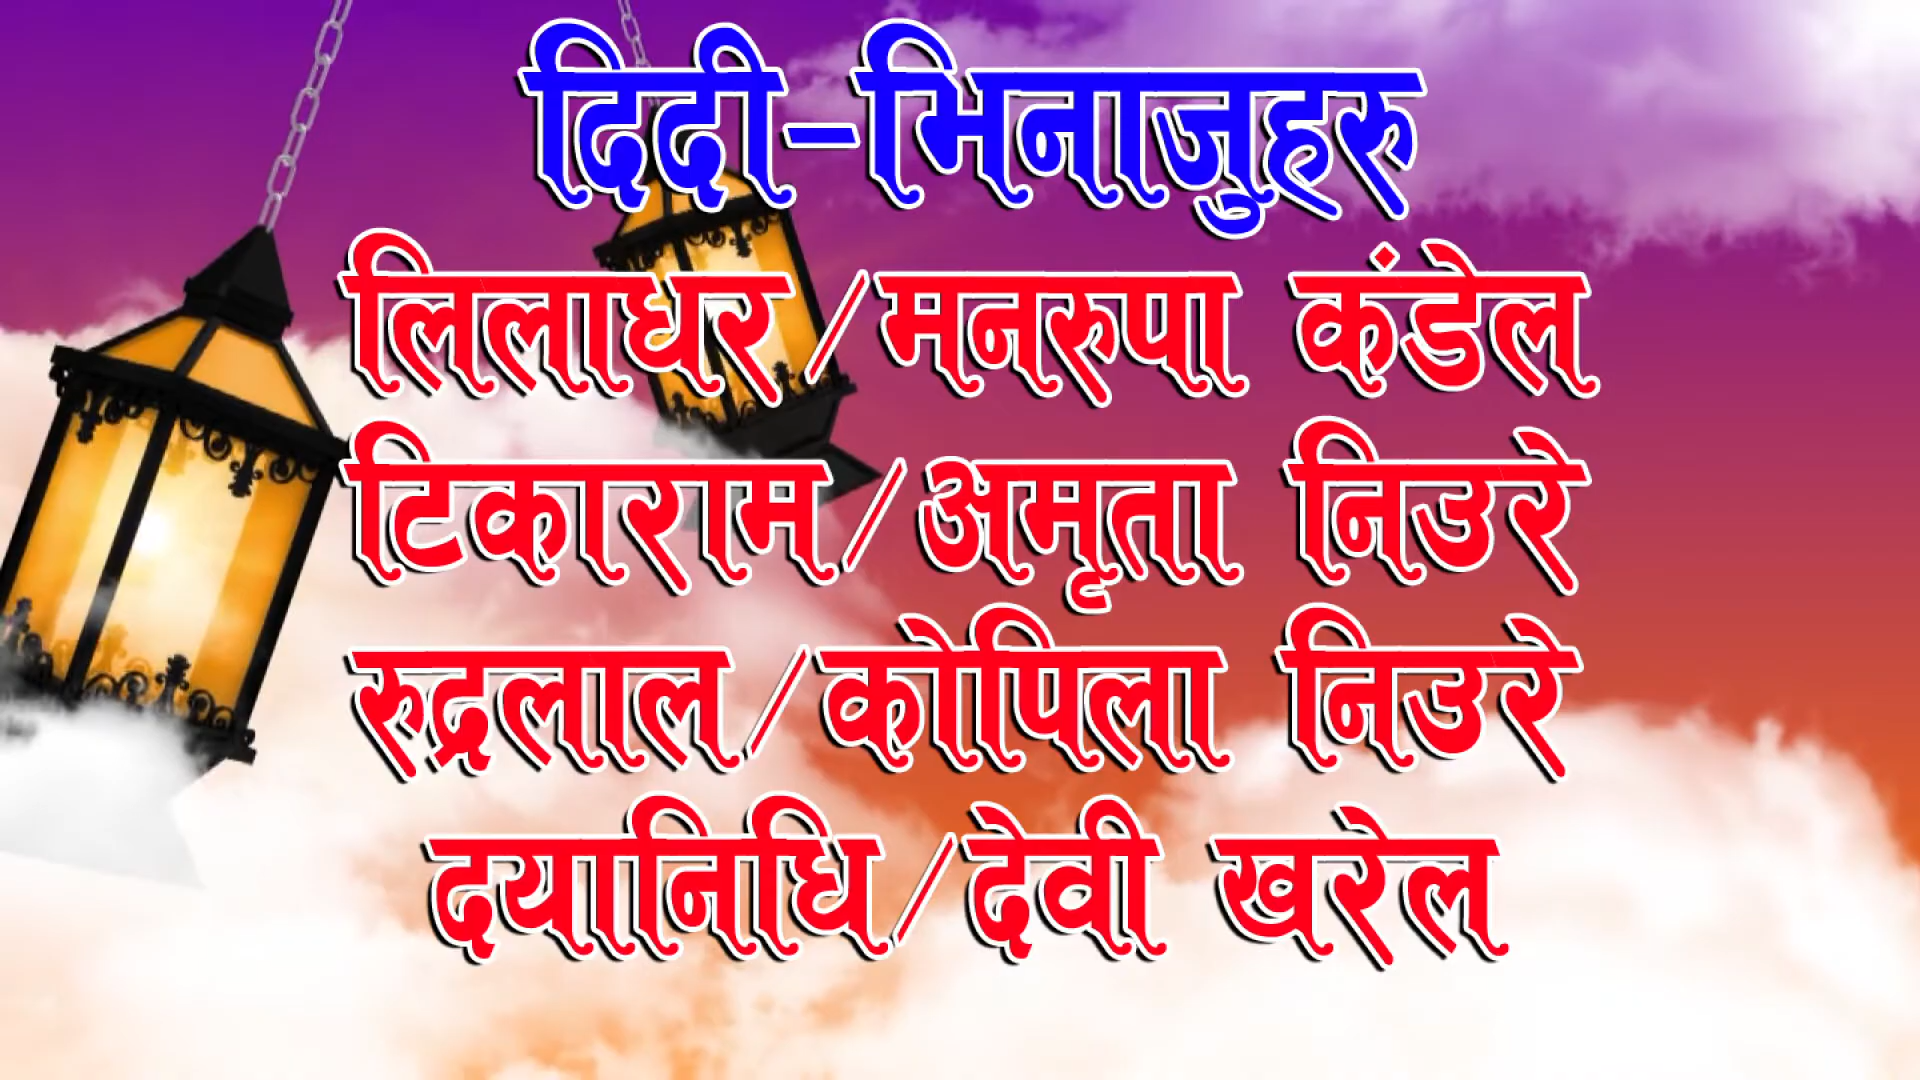 दिदी-भिनाजुहरु
लिलाधर/मनरुपा कंडेल
टिकाराम/अमृता निउरे
रुद्रलाल/कोपिला निउरे
दयानिधि/देवी खरेल